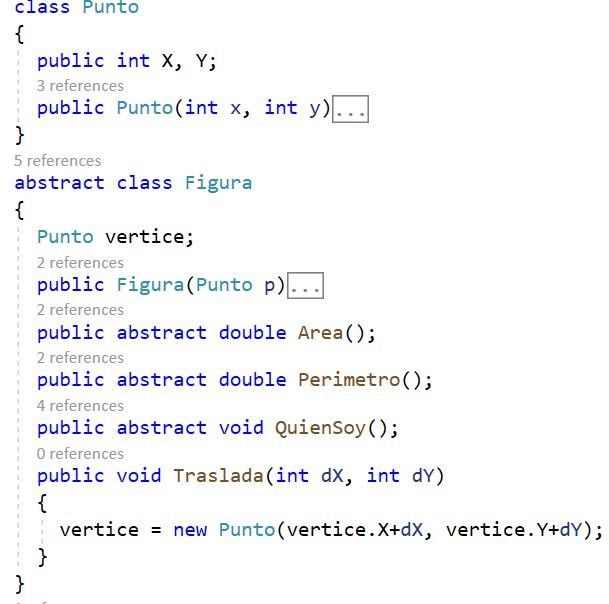 class Punto
{
public int X, Y;
3 references
public Punto(int x, int y)...
}
5 references
abstract class Figura
{
Punto vertice;
2 references
public Figura(Punto p)...
2 references
public abstract double Area();
2 references
public abstract double Perimetro();
4 references
public abstract void QuienSoy();
0 references
public void Traslada(int dX, int dY)
{
vertice = new Punto(vertice.X+dX, vertice.Y+dY);
}
}